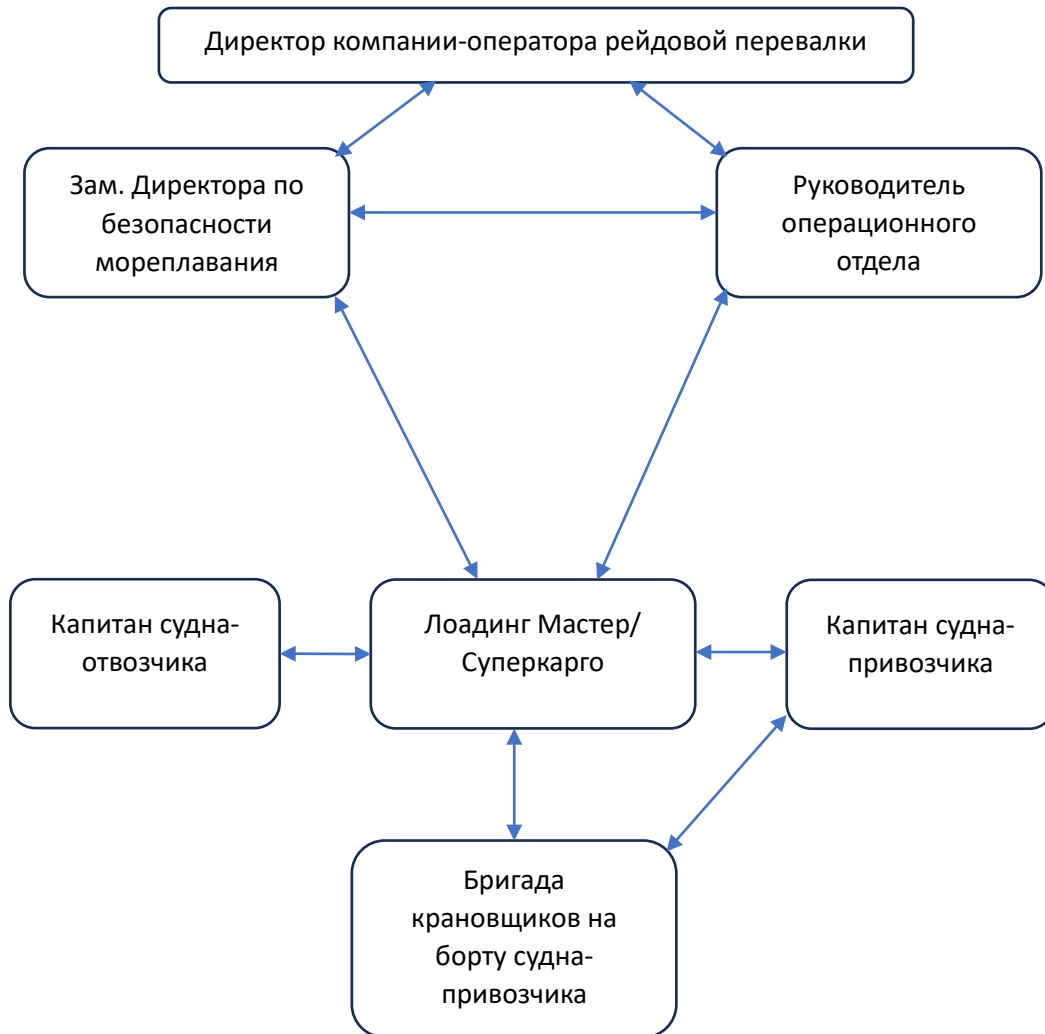 Директор компании-оператора рейдовой перевалки
Зам. Директора по
безопасности
мореплавания
Руководитель
операционного
отдела
Капитан судна-
отвозчика
Лоадинг Мастер/
Суперкарго
Капитан судна-
привозчика
Бригада
крановщиков на
борту судна-
привозчика